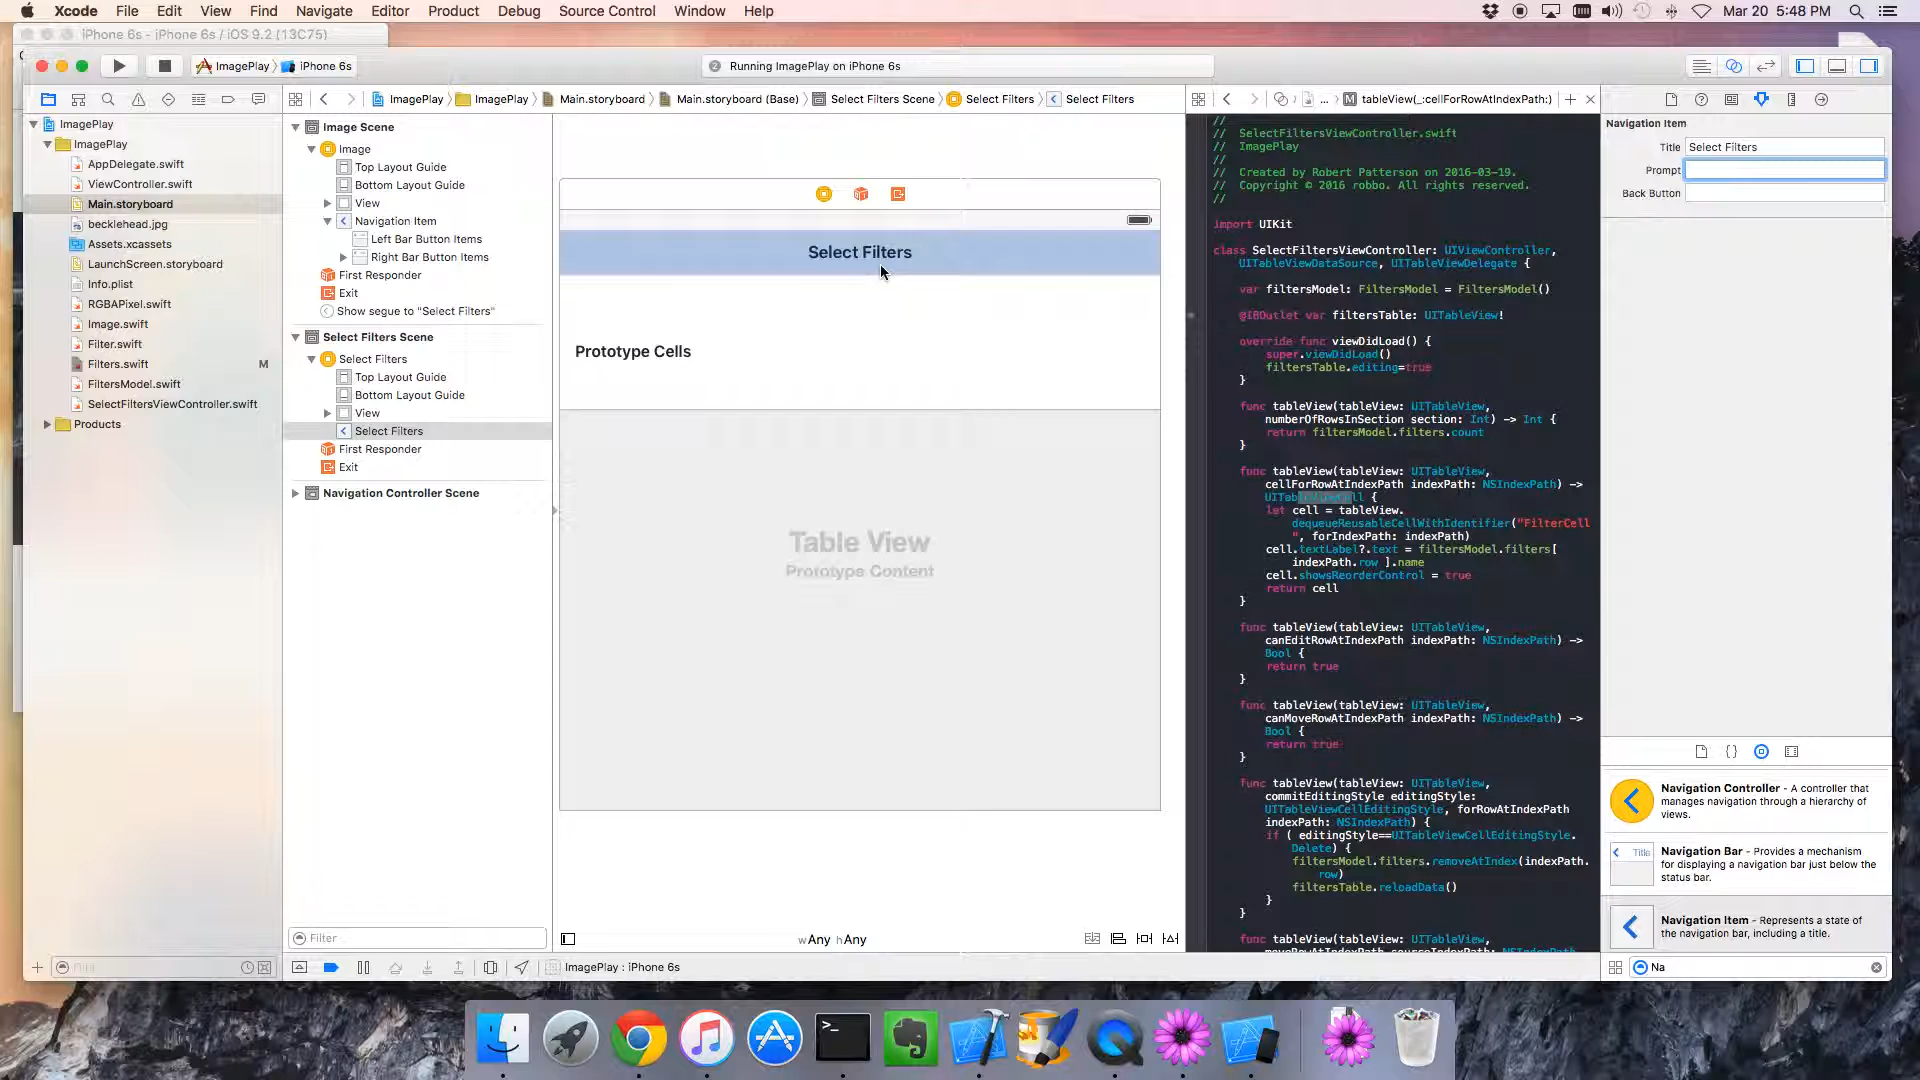 Xcode File Edit View Find Navigate Editor Product Debug Source Control Window Help
Mar 20 5:48 PM
iPhone 6s - iPhone 6s / iOS 9.2 (13C75)
ImagePlay iPhone 6s
Running ImagePlay on iPhone 6s
ImagePlay ImagePlay Main.storyboard Main.storyboard (Base) Select Filters Scene Select Filters Select Filters
... M tableView(_:cellForRowAtIndexPath:)
ImagePlay
ImagePlay
AppDelegate.swift
ViewController.swift
Main.storyboard
becklehead.jpg
Assets.xcassets
LaunchScreen.storyboard
Info.plist
RGBAPixel.swift
Image.swift
Filter.swift
Filters.swift M
FiltersModel.swift
SelectFiltersViewController.swift
Products
Image Scene
Image
Top Layout Guide
Bottom Layout Guide
View
Navigation Item
Left Bar Button Items
Right Bar Button Items
First Responder
Exit
Show segue to "Select Filters"
Select Filters Scene
Select Filters
Top Layout Guide
Bottom Layout Guide
View
Select Filters
First Responder
Exit
Navigation Controller Scene
Filter
Select Filters
Prototype Cells
Table View
Prototype Content
wAny hAny
ImagePlay : iPhone 6s
//
// SelectFiltersViewController.swift
// ImagePlay
//
// Created by Robert Patterson on 2016-03-19.
// Copyright © 2016 robbo. All rights reserved.
//
import UIKit
class SelectFiltersViewController: UIViewController,
UITableViewDataSource, UITableViewDelegate {
var filtersModel: FiltersModel = FiltersModel()
@IBOutlet var filtersTable: UITableView!
override func viewDidLoad() {
super.viewDidLoad()
filtersTable.editing=true
}
func tableView(tableView: UITableView,
numberOfRowsInSection section: Int) -> Int {
return filtersModel.filters.count
}
func tableView(tableView: UITableView,
cellForRowAtIndexPath indexPath: NSIndexPath) ->
UITableViewCell {
let cell = tableView.
dequeueReusableCellWithIdentifier("FilterCell
", forIndexPath: indexPath)
cell.textLabel?.text = filtersModel.filters[
indexPath.row ].name
cell.showsReorderControl = true
return cell
}
func tableView(tableView: UITableView,
canEditRowAtIndexPath indexPath: NSIndexPath) ->
Bool {
return true
}
func tableView(tableView: UITableView,
canMoveRowAtIndexPath indexPath: NSIndexPath) ->
Bool {
return true
}
func tableView(tableView: UITableView,
commitEditingStyle editingStyle:
UITableViewCellEditingStyle, forRowAtIndexPath
indexPath: NSIndexPath) {
if ( editingStyle==UITableViewCellEditingStyle.
Delete) {
filtersModel.filters.removeAtIndex(indexPath.
row)
filtersTable.reloadData()
}
}
func tableView(tableView: UITableView,
Navigation Item
Title Select Filters
Prompt
Back Button
Navigation Controller - A controller that
manages navigation through a hierarchy of
views.
Title
Navigation Bar - Provides a mechanism
for displaying a navigation bar just below the
status bar.
Navigation Item - Represents a state of
the navigation bar, including a title.
Na